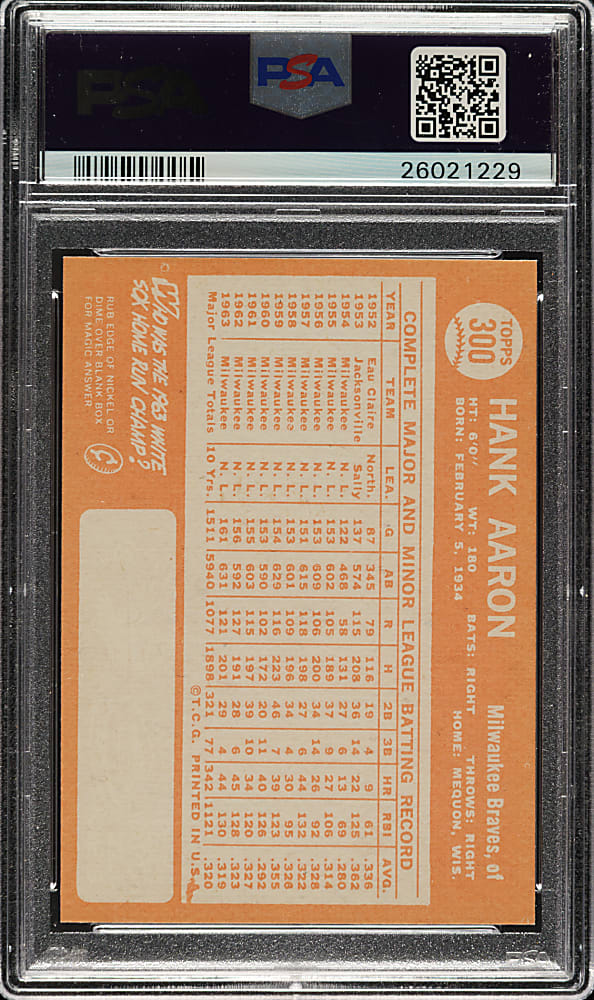 PSA
PSA
26021229
TOPPS
300
HANK AARON
Milwaukee Braves, of
HT: 6'0" WT: 180 BATS: RIGHT THROWS: RIGHT
BORN: FEBRUARY 5, 1934 HOME: MEQUON, WIS.
COMPLETE MAJOR AND MINOR LEAGUE BATTING RECORD
YEAR TEAM LEA. G AB R H 2B 3B HR RBI AVG.
1952 Eau Claire North. 87 345 79 116 19 4 9 61 .336
1953 Jacksonville Sally 137 574 115 208 36 14 22 125 .362
1954 Milwaukee N. L. 122 468 58 131 27 6 13 69 .280
1955 Milwaukee N. L. 153 602 105 189 37 9 27 106 .314
1956 Milwaukee N. L. 153 609 106 200 34 14 26 92 .328
1957 Milwaukee N. L. 151 615 118 198 27 6 44 132 .322
1958 Milwaukee N. L. 153 601 109 196 34 4 30 95 .326
1959 Milwaukee N. L. 154 629 116 223 46 7 39 123 .355
1960 Milwaukee N. L. 153 590 102 172 20 11 40 126 .292
1961 Milwaukee N. L. 155 603 115 197 39 10 34 120 .327
1962 Milwaukee N. L. 156 592 127 191 28 6 45 128 .323
1963 Milwaukee N. L. 161 631 121 201 29 4 44 130 .319
Major League Totals 10 Yrs. 1511 5940 1077 1898 321 77 342 1121 .320
©T.C.G. PRINTED IN U.S.A.
WHO WAS THE 1963 WHITE
SOX HOME RUN CHAMP?
RUB EDGE OF NICKEL OR
DIME OVER BLANK BOX
FOR MAGIC ANSWER